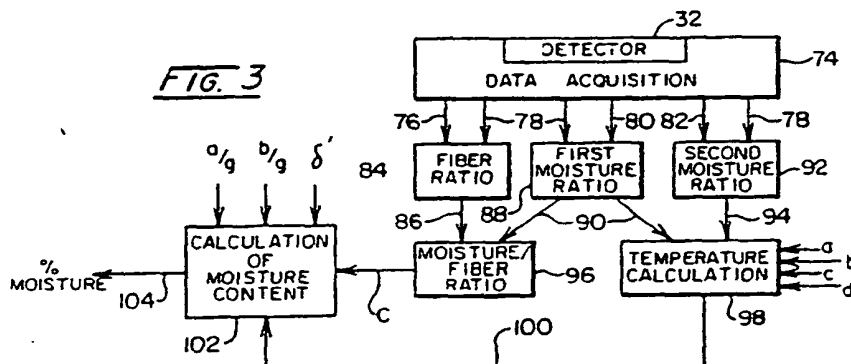 32
DETECTOR
74
FIG. 3
DATA ACQUISITION
76 78 80 82 78
a/g b/g δ'
84
FIBER RATIO
FIRST MOISTURE RATIO
SECOND MOISTURE RATIO
92
86 88 90 94
CALCULATION OF MOISTURE CONTENT
MOISTURE/FIBER RATIO
96
TEMPERATURE CALCULATION
a
b
c
d
% MOISTURE
104
C
98
102
100